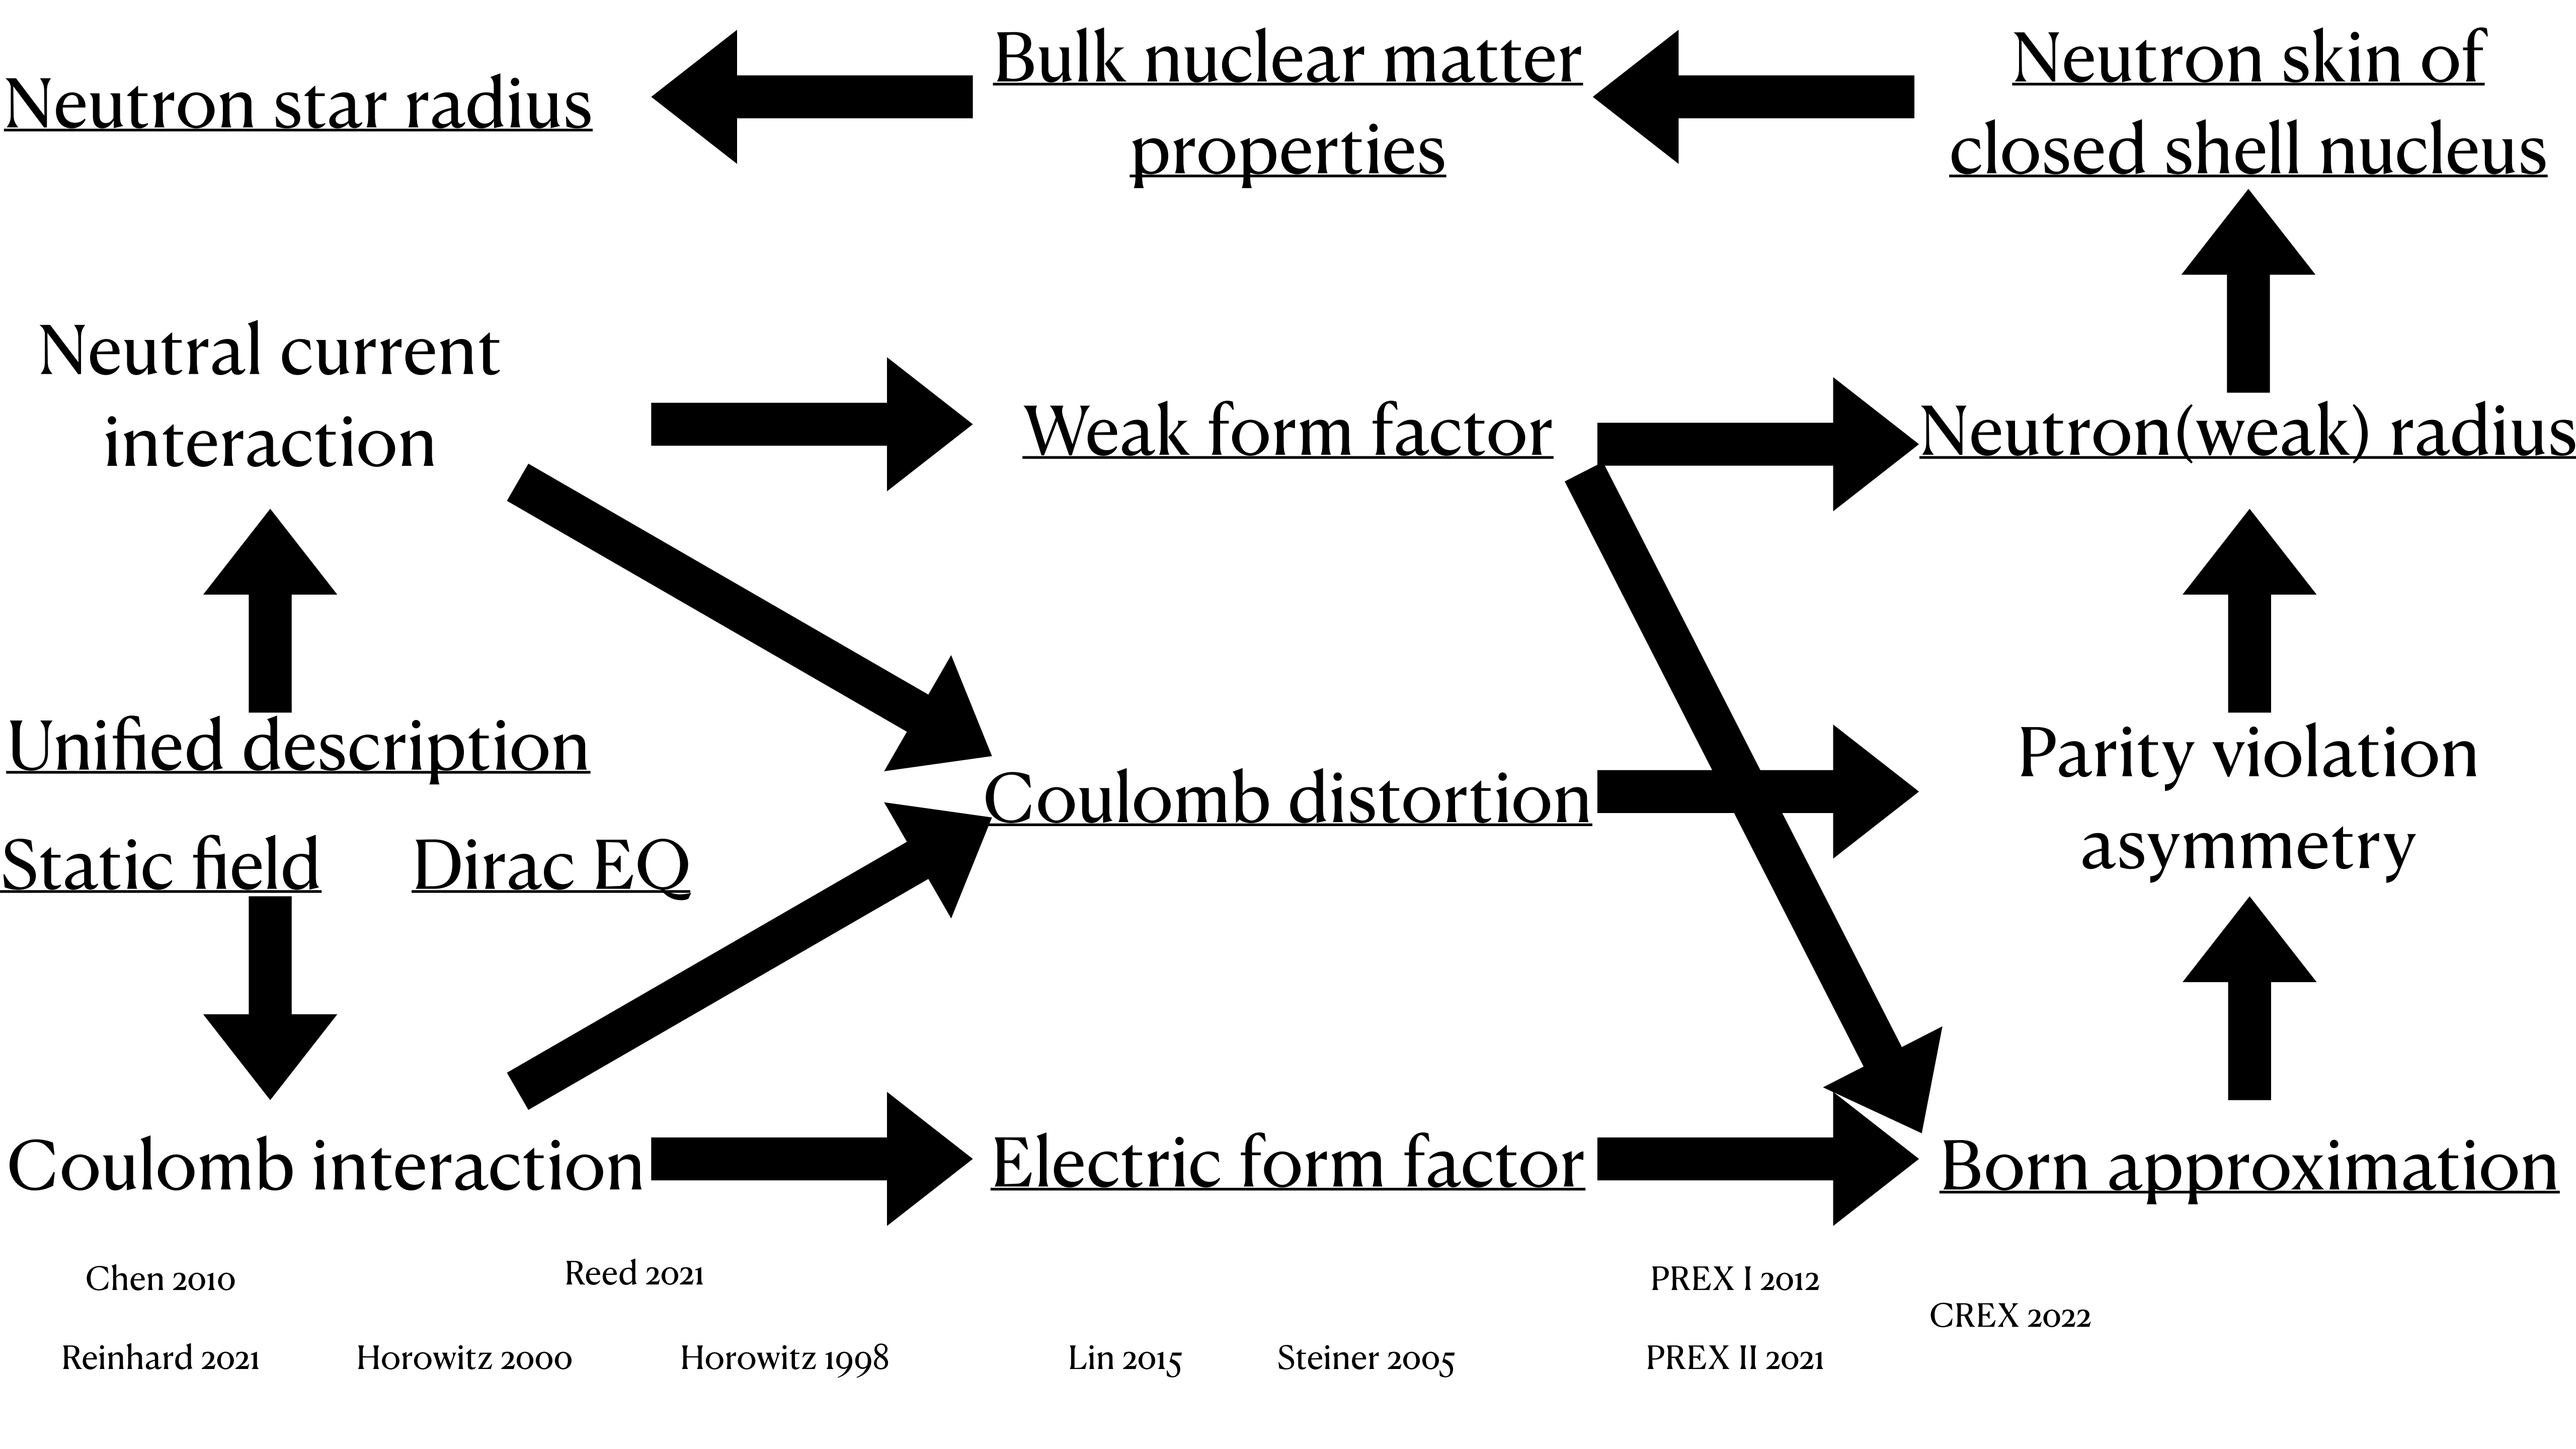 Neutron star radius
Bulk nuclear matter
properties
Neutron skin of
closed shell nucleus
Neutral current
interaction
Weak form factor
Neutron(weak) radius
Unified description
Static field
Dirac EQ
Coulomb distortion
Parity violation
asymmetry
Coulomb interaction
Electric form factor
Born approximation
Chen 2010
Reed 2021
PREX I 2012
CREX 2022
Reinhard 2021
Horowitz 2000
Horowitz 1998
Lin 2015
Steiner 2005
PREX II 2021